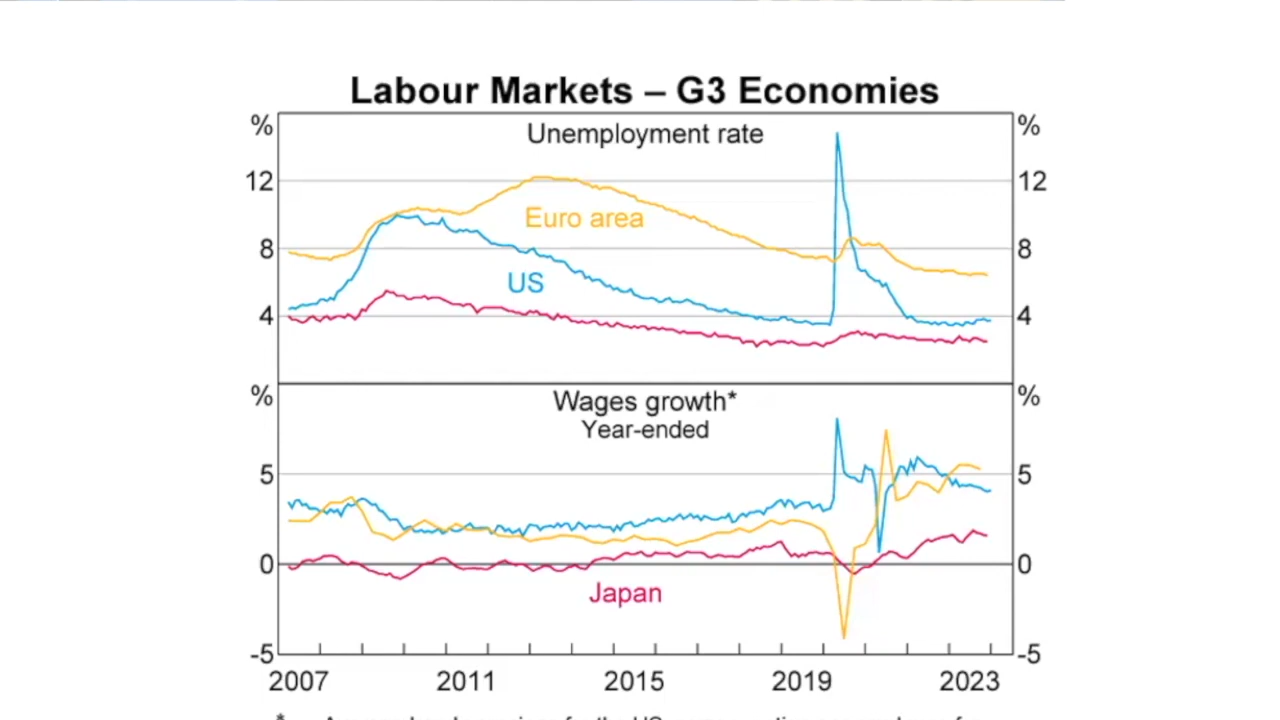 Labour Markets – G3 Economies
% Unemployment rate %
12 12
Euro area
8 8
US
4 4
% Wages growth* %
Year-ended
5 5
0 0
Japan
-5 -5
2007 2011 2015 2019 2023
*